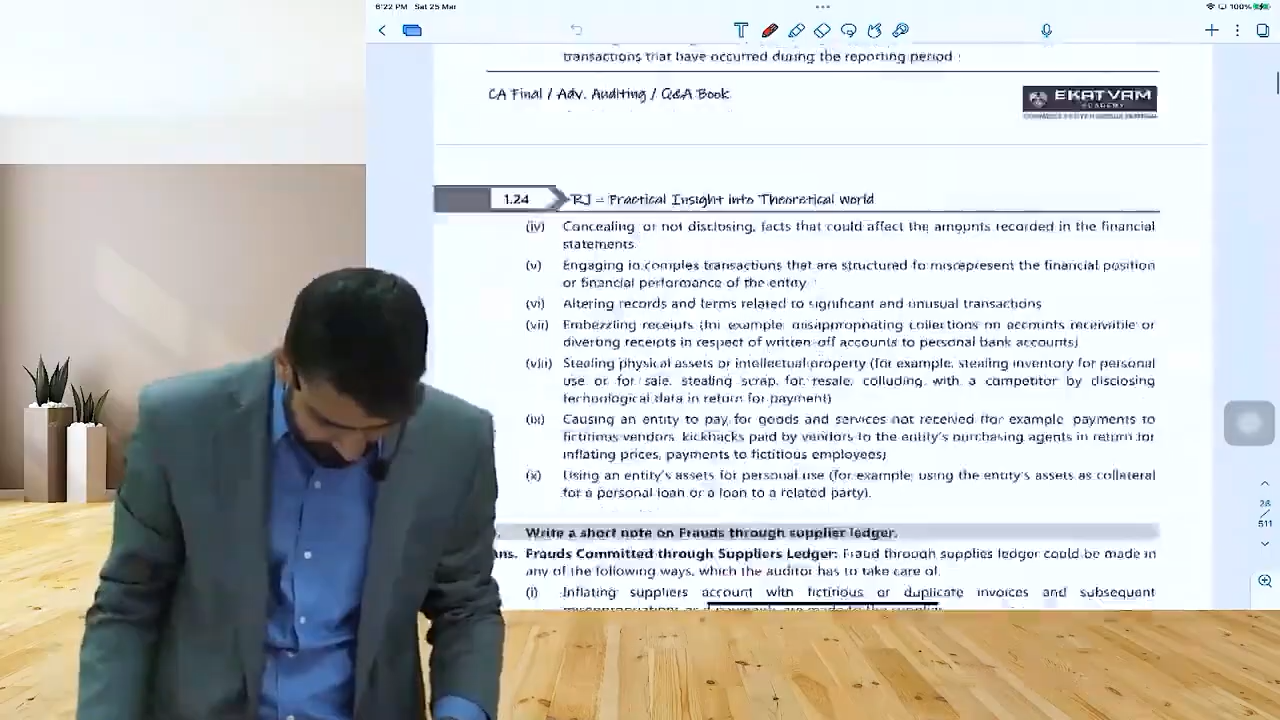 6:22 PM Sat 25 Mar
100%
transactions that have occurred during the reporting period
CA Final / Adv. Auditing / Q&A Book
EKATVAM
ACADEMY
1.24
RJ – Practical Insight into Theoretical world
(iv) Concealing, or not disclosing, facts that could affect the amounts recorded in the financial
statements.
(v) Engaging in complex transactions that are structured to misrepresent the financial position
or financial performance of the entity.
(vi) Altering records and terms related to significant and unusual transactions
(vii) Embezzling receipts (for example misappropriating collections on accounts receivable or
diverting receipts in respect of written-off accounts to personal bank accounts)
(viii) Stealing physical assets or intellectual property (for example, stealing inventory for personal
use or for sale, stealing scrap for resale, colluding with a competitor by disclosing
technological data in return for payment)
(ix) Causing an entity to pay for goods and services not received (for example payments to
fictitious vendors, kickbacks paid by vendors to the entity's purchasing agents in return for
inflating prices, payments to fictitious employees)
(x) Using an entity's assets for personal use (for example, using the entity's assets as collateral
for a personal loan or a loan to a related party).
Write a short note on Frauds through supplier ledger.
Ans. Frauds Committed through Suppliers Ledger: Fraud through supplies ledger could be made in
any of the following ways, which the auditor has to take care of.
(i) Inflating suppliers account with fictitious or duplicate invoices and subsequent
28
511